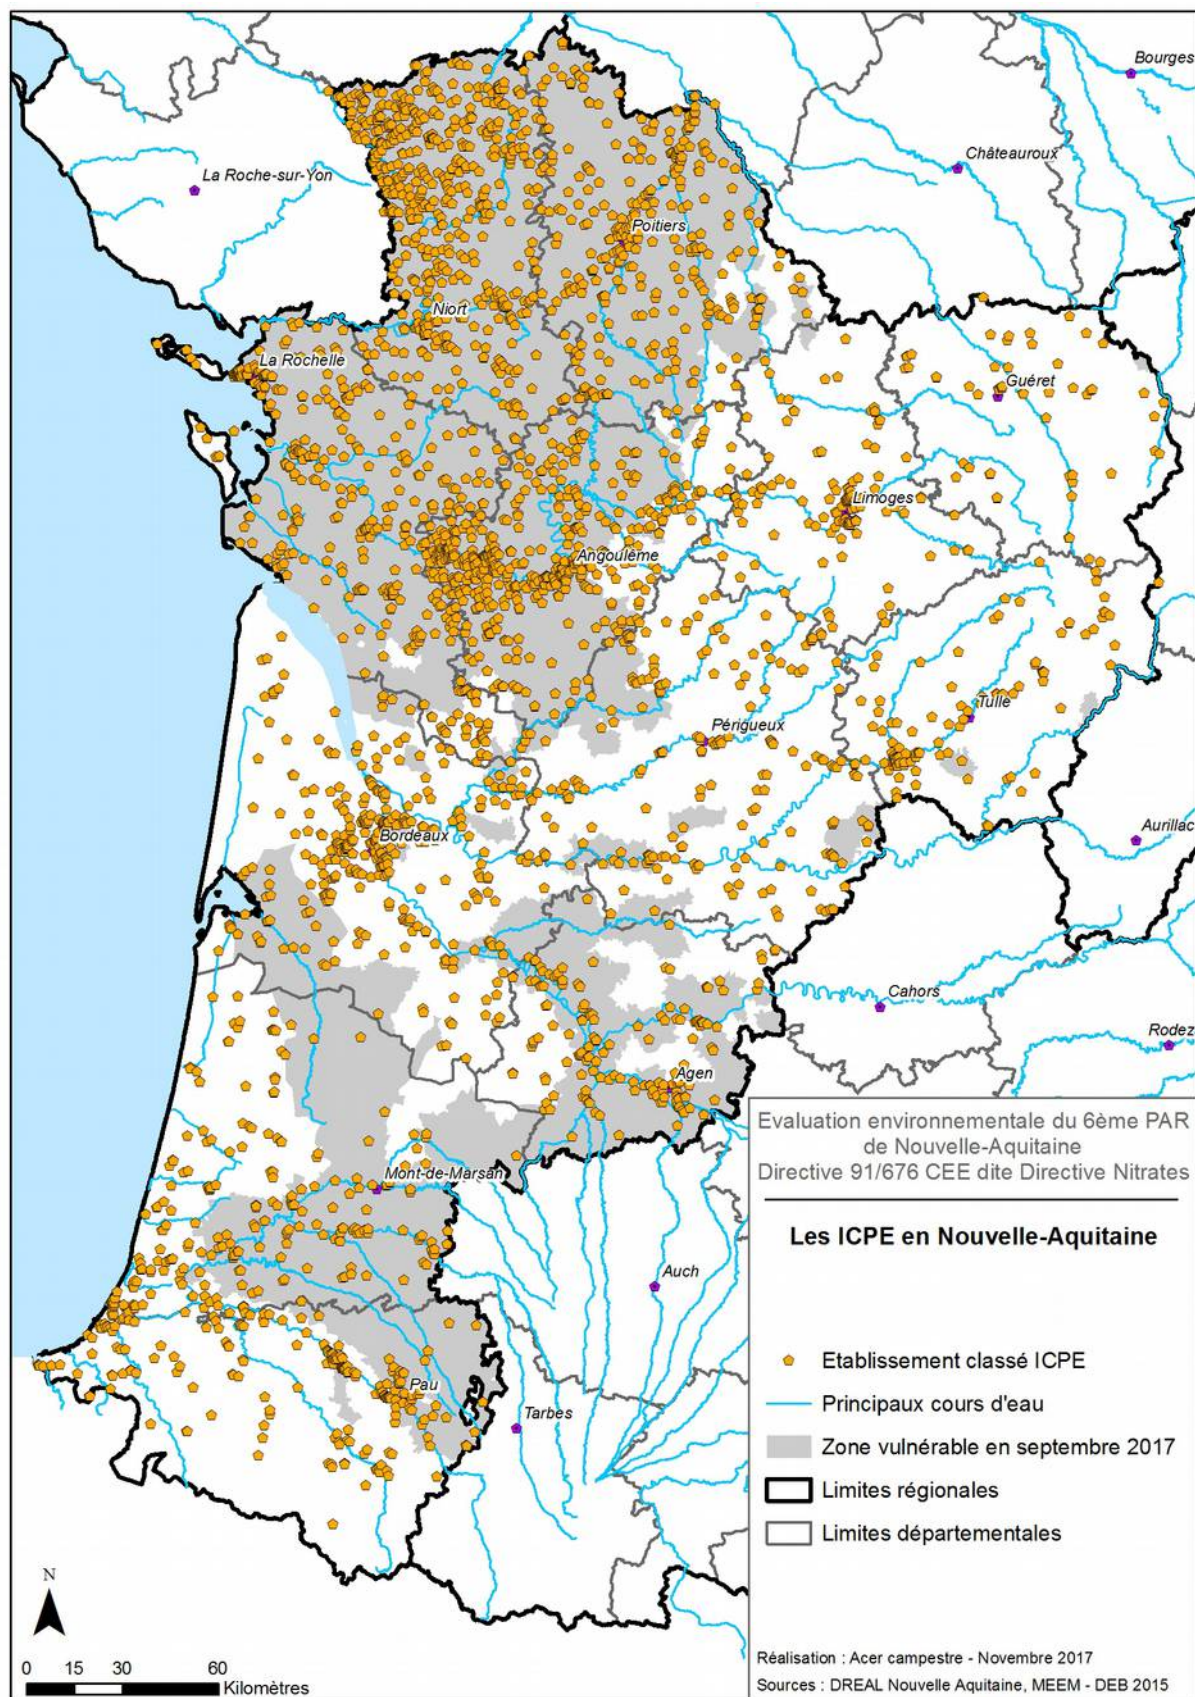 Bourges
Châteauroux
La Roche-sur-Yon
Poitiers
Niort
La Rochelle
Guéret
Limoges
Angoulême
Tulle
Périgueux
Bordeaux
Aurillac
Cahors
Rodez
Agen
Mont-de-Marsan
Auch
Pau
Tarbes
Evaluation environnementale du 6ème PAR
de Nouvelle-Aquitaine
Directive 91/676 CEE dite Directive Nitrates
Les ICPE en Nouvelle-Aquitaine
Etablissement classé ICPE
Principaux cours d'eau
Zone vulnérable en septembre 2017
Limites régionales
Limites départementales
N
0 15 30 60
Kilomètres
Réalisation : Acer campestre - Novembre 2017
Sources : DREAL Nouvelle Aquitaine, MEEM - DEB 2015